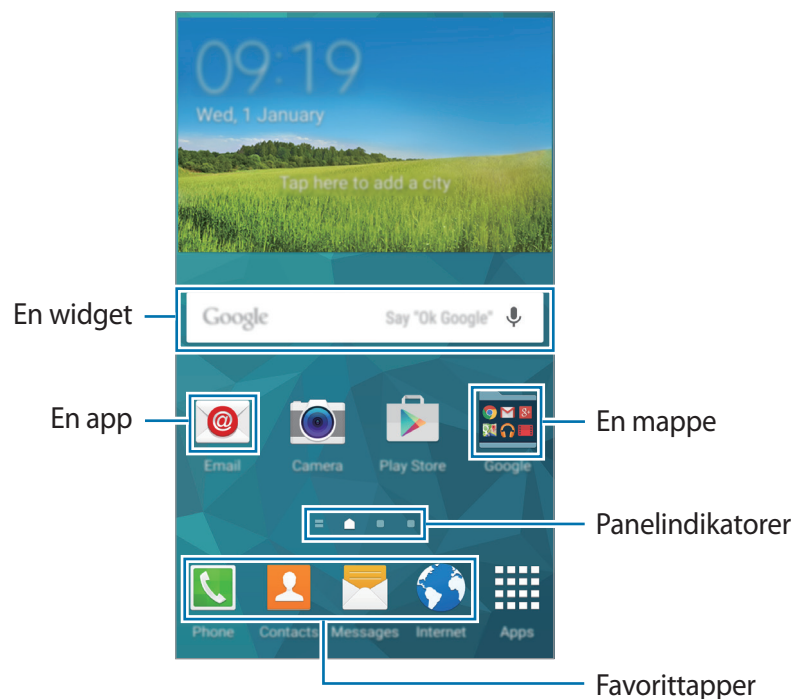 09:19
Wed, 1 January
Tap here to add a city
En widget
Google
Say "Ok Google"
En app
En mappe
Email
Camera
Play Store
Google
Panelindikatorer
Phone
Contacts
Messages
Internet
Apps
Favorittapper